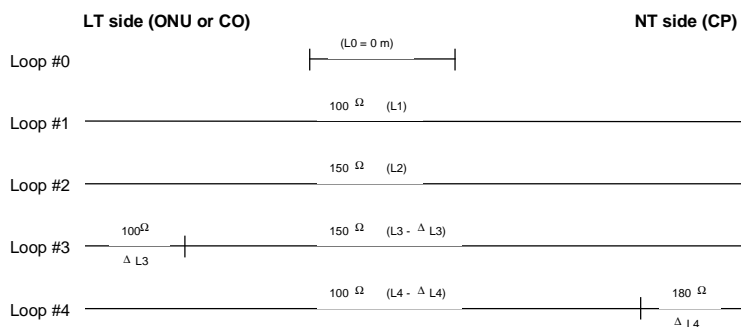 LT side (ONU or CO) NT side (CP)
Loop #0 (L0 = 0 m)
Loop #1 100 Ω (L1)
Loop #2 150 Ω (L2)
Loop #3 100Ω Δ L3 150 Ω (L3 - Δ L3)
Loop #4 100 Ω (L4 - Δ L4) 180 Ω Δ L4